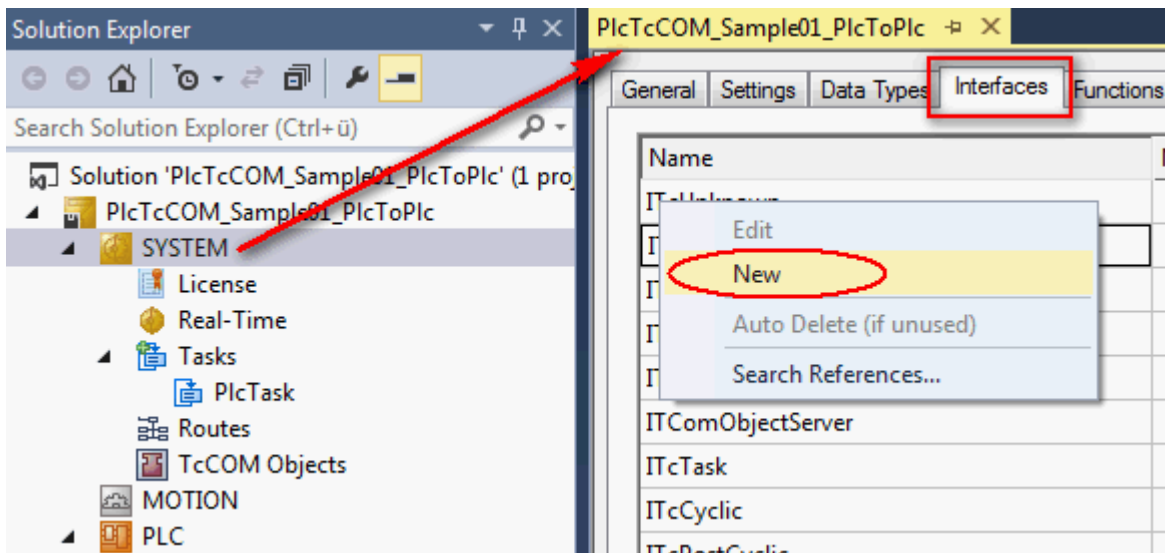 Solution Explorer
Search Solution Explorer (Ctrl+ü)
Solution 'PlcTcCOM_Sample01_PlcToPlc' (1 pro
PlcTcCOM_Sample01_PlcToPlc
SYSTEM
License
Real-Time
Tasks
PlcTask
Routes
TcCOM Objects
MOTION
PLC
PlcTcCOM_Sample01_PlcToPlc
General
Settings
Data Types
Interfaces
Functions
Name
ITcUnknown
Edit
New
Auto Delete (if unused)
Search References...
ITComObjectServer
ITcTask
ITcCyclic
ITcPostCyclic